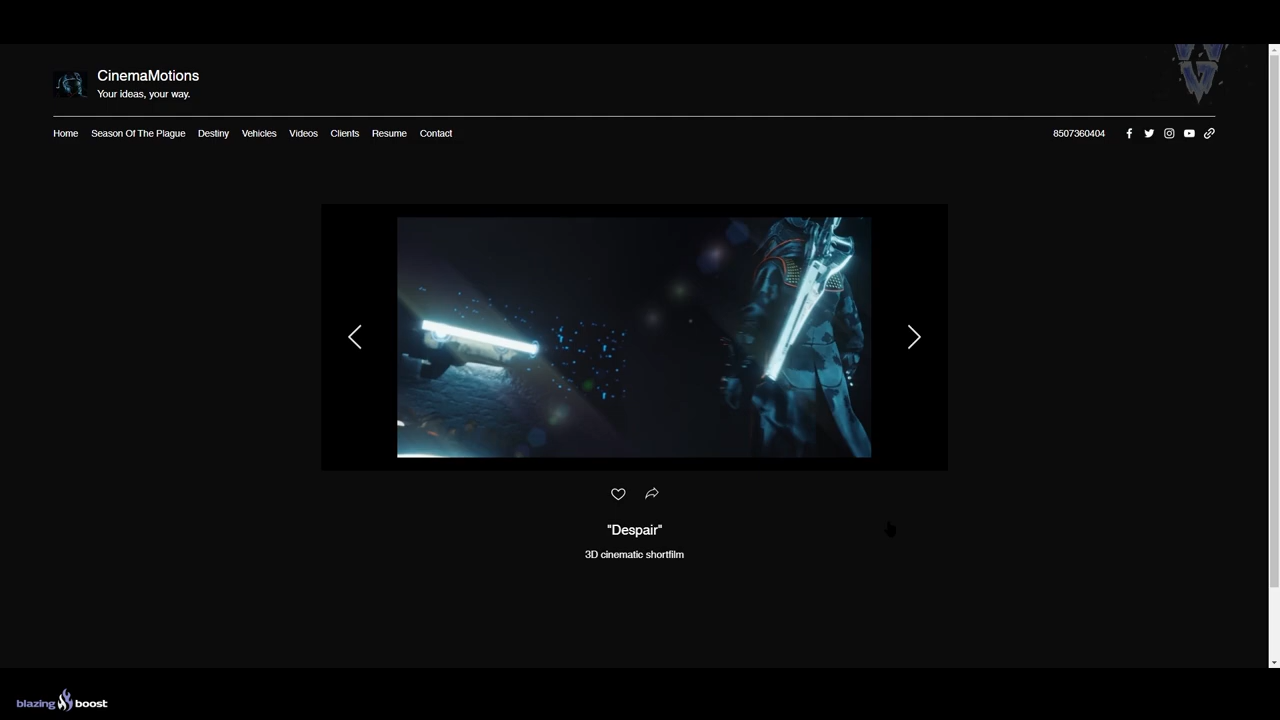 CinemaMotions
Your ideas, your way.
Home Season Of The Plague Destiny Vehicles Videos Clients Resume Contact 8507360404
"Despair"
3D cinematic shortfilm
blazing boost